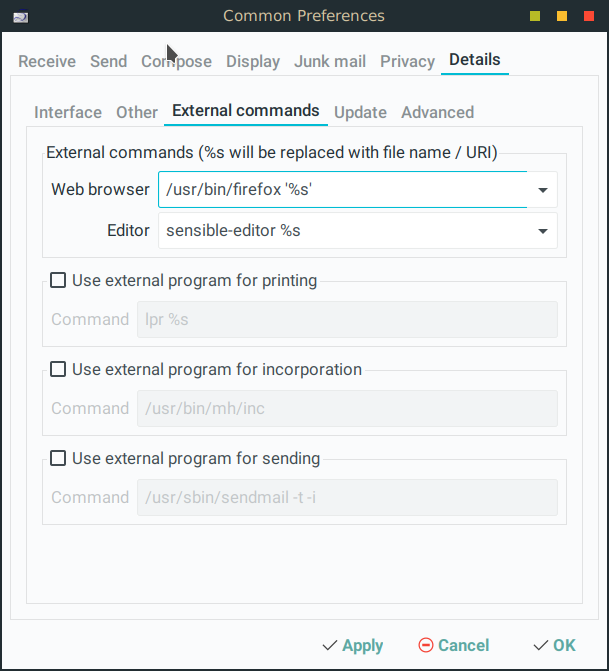 Common Preferences
Receive Send Compose Display Junk mail Privacy Details
Interface Other External commands Update Advanced
External commands (%s will be replaced with file name / URI)
Web browser /usr/bin/firefox '%s'
Editor sensible-editor %s
Use external program for printing
Command lpr %s
Use external program for incorporation
Command /usr/bin/mh/inc
Use external program for sending
Command /usr/sbin/sendmail -t -i
Apply Cancel OK